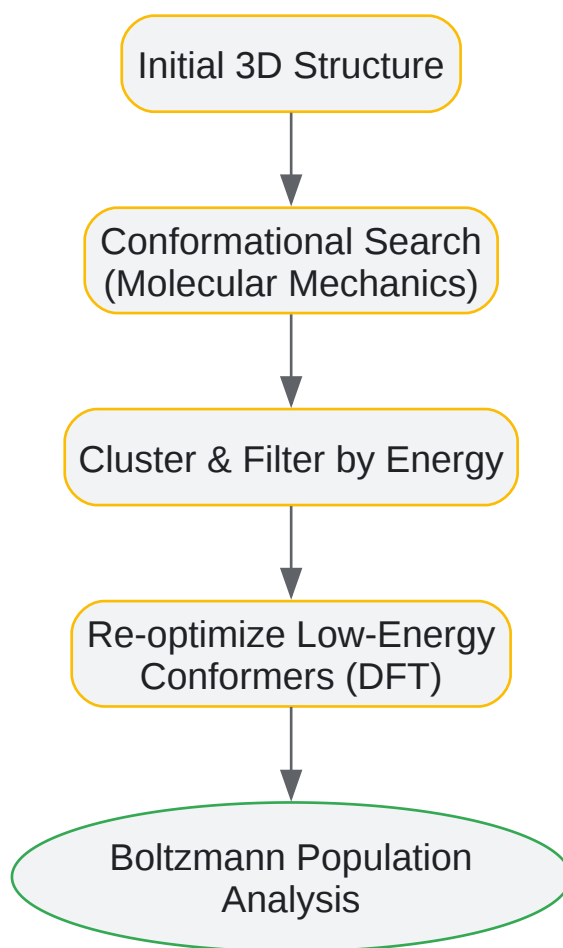 Initial 3D Structure
Conformational Search
(Molecular Mechanics)
Cluster & Filter by Energy
Re-optimize Low-Energy
Conformers (DFT)
Boltzmann Population
Analysis